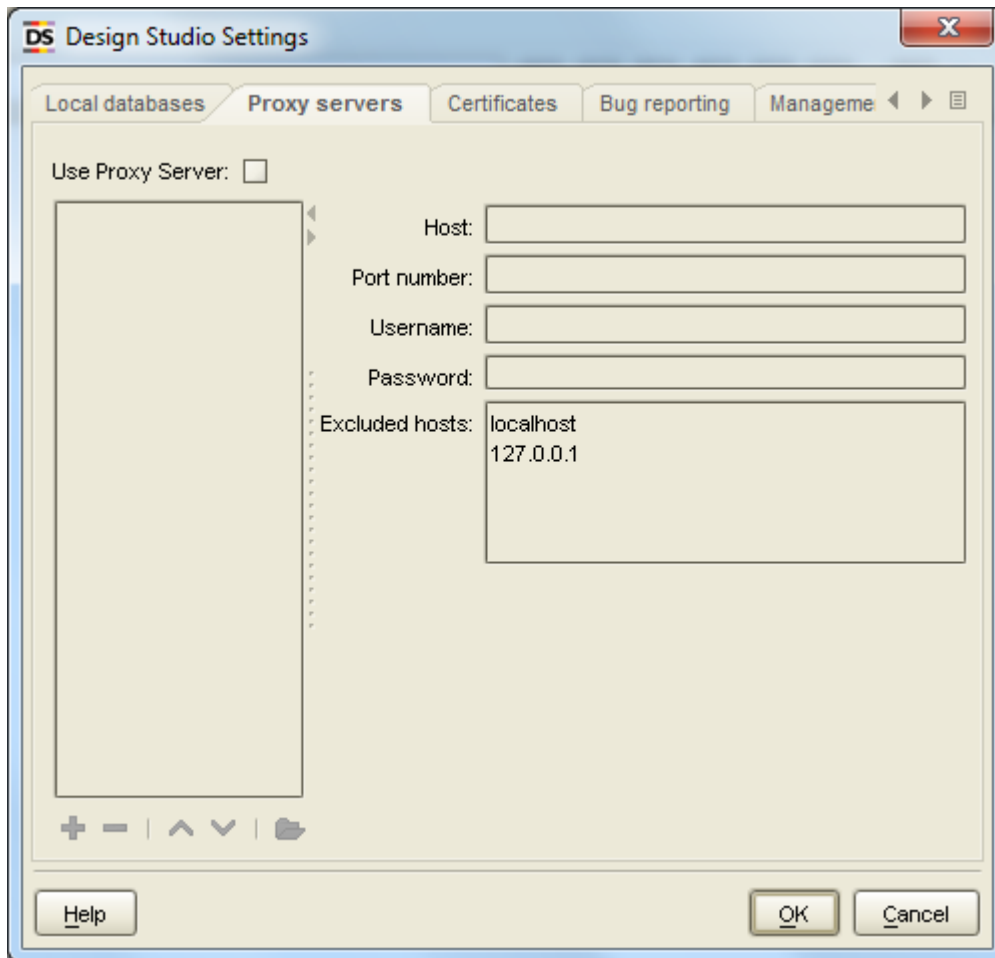 DS Design Studio Settings
Local databases Proxy servers Certificates Bug reporting Manageme
Use Proxy Server:
Host:
Port number:
Username:
Password:
Excluded hosts: localhost
127.0.0.1
Help OK Cancel